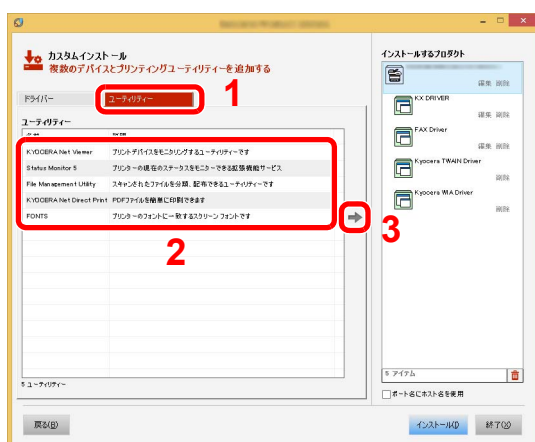 カスタムインストール
複数のデバイスとプリンティングユーティリティーを追加する
ドライバー
ユーティリティー
1
ユーティリティー
KYOCERA Net Viewer プリントデバイスをモニタリングするユーティリティーです
Status Monitor 5 プリンターの現在のステータスをモニターできる拡張機能サービス
File Management Utility スキャンされたファイルを分類、配布できるユーティリティーです
KYOCERA Net Direct Print PDFファイルを簡単に印刷できます
FONTS プリンターのフォントに一致するスクリーンフォントです
2
3
5 ユーティリティー
インストールするプロダクト
編集 削除
KX DRIVER
編集 削除
FAX Driver
編集 削除
Kyocera TWAIN Driver
削除
Kyocera WIA Driver
削除
5 アイテム
ポート名にホスト名を使用
戻る(B)
インストール(I)
終了(X)